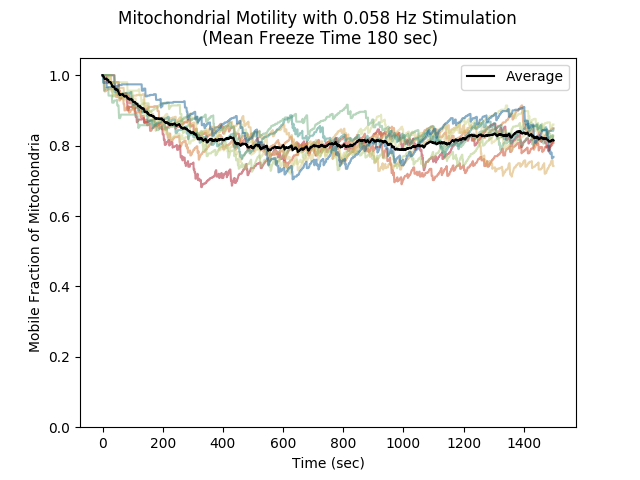 Mitochondrial Motility with 0.058 Hz Stimulation
(Mean Freeze Time 180 sec)
Average
Mobile Fraction of Mitochondria
1.0
0.8
0.6
0.4
0.2
0.0
0 200 400 600 800 1000 1200 1400
Time (sec)